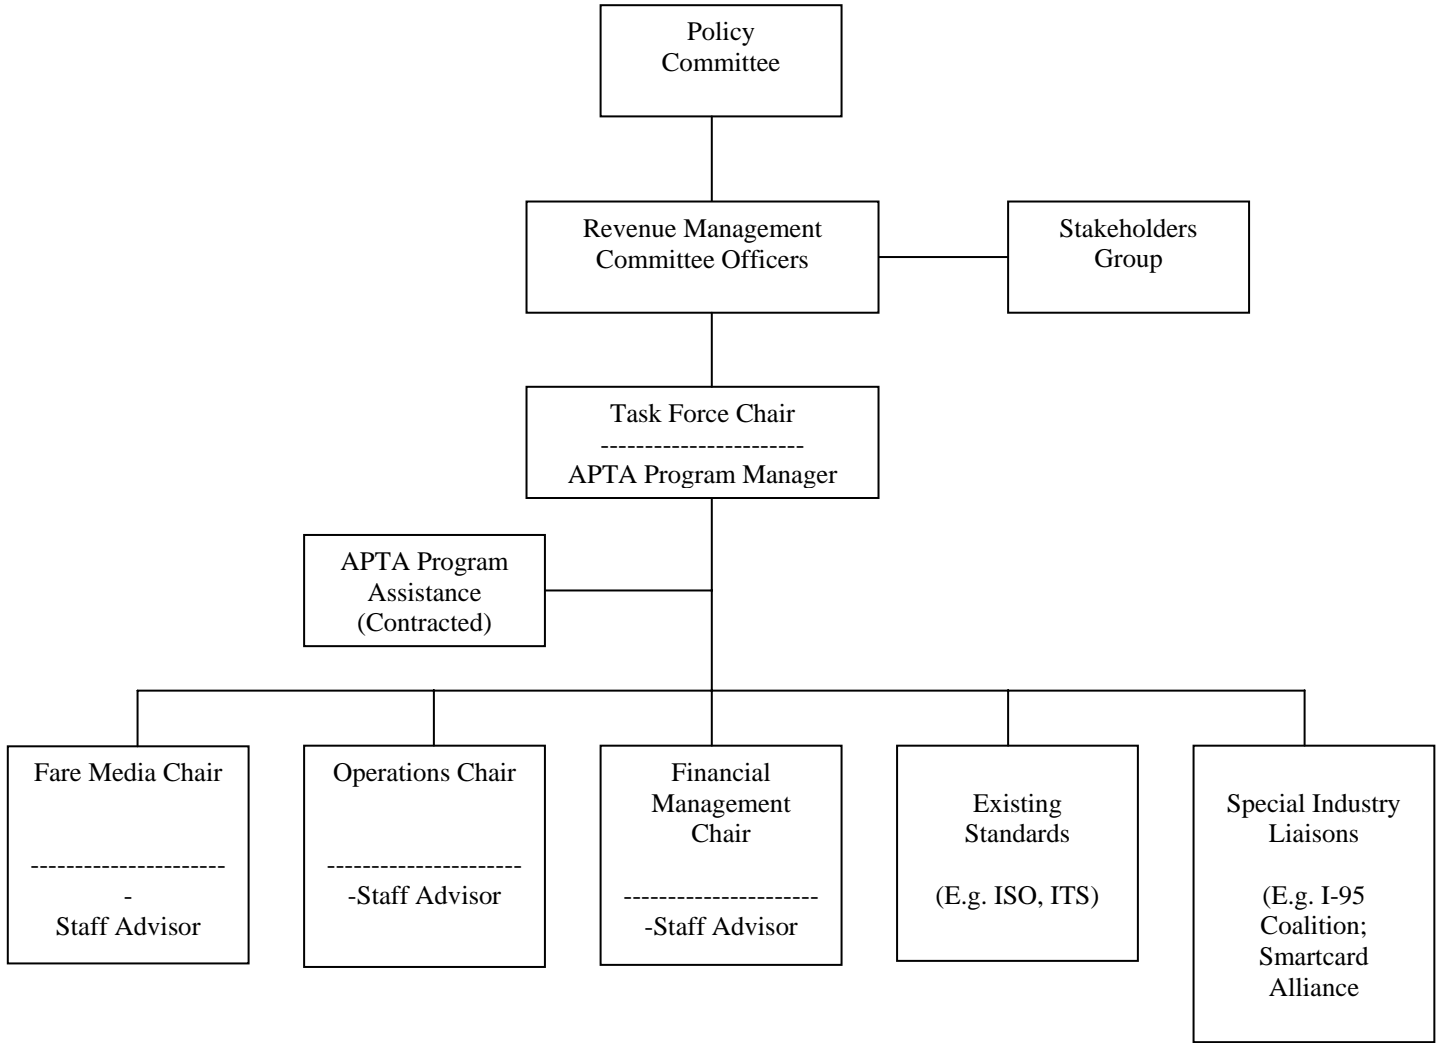 Policy
Committee
Revenue Management
Committee Officers
Stakeholders
Group
Task Force Chair
-----------------------
APTA Program Manager
APTA Program
Assistance
(Contracted)
Fare Media Chair
----------------------
-
Staff Advisor
Operations Chair
----------------------
-Staff Advisor
Financial
Management
Chair
----------------------
-Staff Advisor
Existing
Standards
(E.g. ISO, ITS)
Special Industry
Liaisons
(E.g. I-95
Coalition;
Smartcard
Alliance